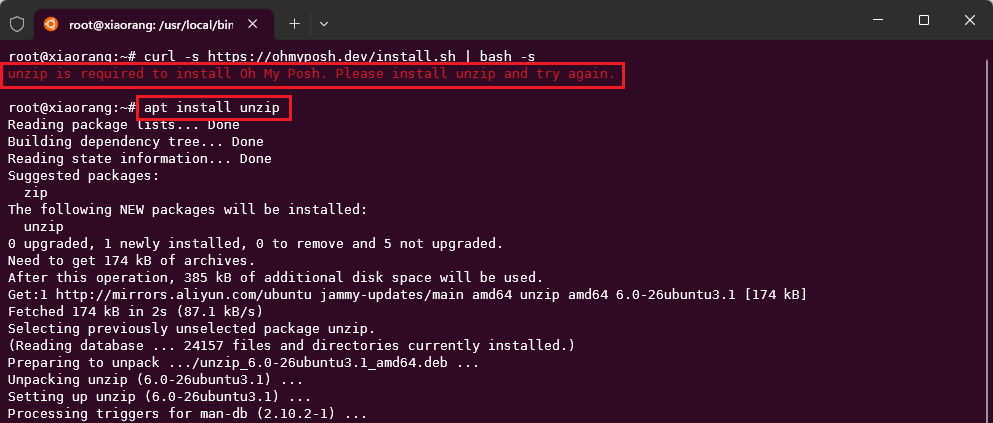 root@xiaorang: /usr/local/bin
root@xiaorang:~# curl -s https://ohmyposh.dev/install.sh | bash -s
unzip is required to install Oh My Posh. Please install unzip and try again.
root@xiaorang:~# apt install unzip
Reading package lists... Done
Building dependency tree... Done
Reading state information... Done
Suggested packages:
  zip
The following NEW packages will be installed:
  unzip
0 upgraded, 1 newly installed, 0 to remove and 5 not upgraded.
Need to get 174 kB of archives.
After this operation, 385 kB of additional disk space will be used.
Get:1 http://mirrors.aliyun.com/ubuntu jammy-updates/main amd64 unzip amd64 6.0-26ubuntu3.1 [174 kB]
Fetched 174 kB in 2s (87.1 kB/s)
Selecting previously unselected package unzip.
(Reading database ... 24157 files and directories currently installed.)
Preparing to unpack .../unzip_6.0-26ubuntu3.1_amd64.deb ...
Unpacking unzip (6.0-26ubuntu3.1) ...
Setting up unzip (6.0-26ubuntu3.1) ...
Processing triggers for man-db (2.10.2-1) ...